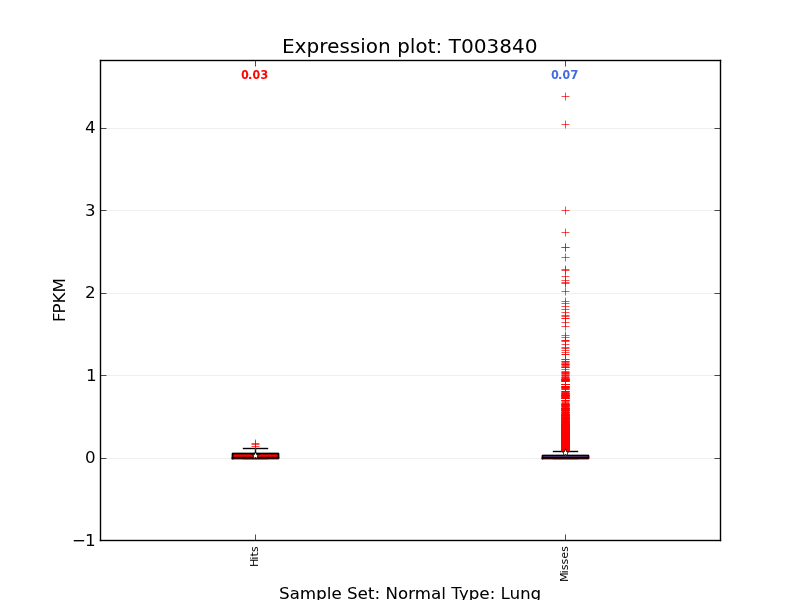 Expression plot: T003840
0.03
0.07
4
3
2
1
0
−1
FPKM
Hits
Misses
Sample Set: Normal Type: Lung